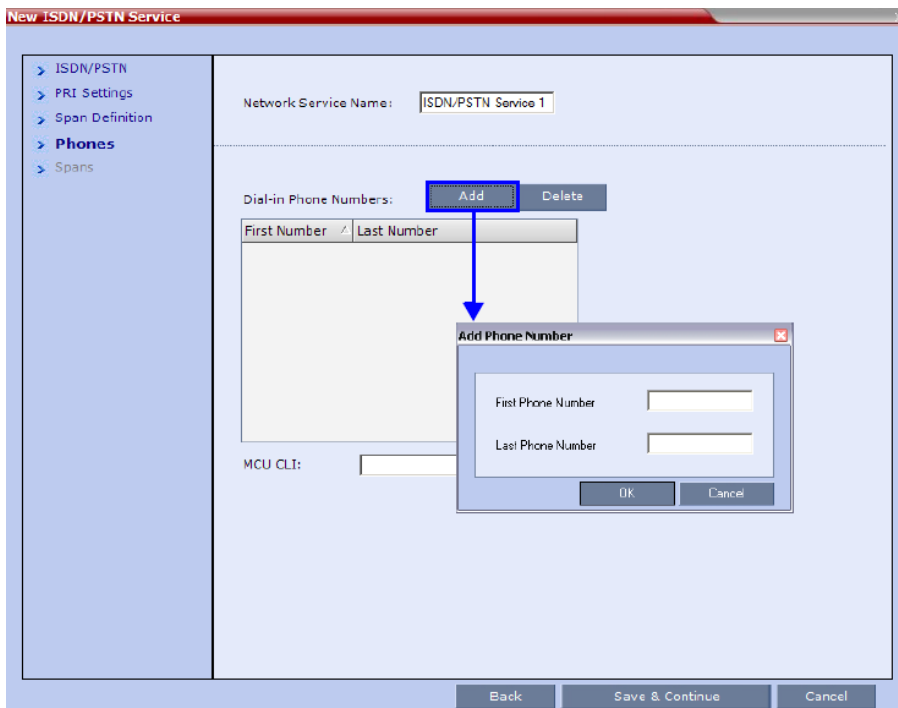 New ISDN/PSTN Service
ISDN/PSTN
PRI Settings
Span Definition
Phones
Spans
Network Service Name: ISDN/PSTN Service 1
Dial-in Phone Numbers: Add Delete
First Number Last Number
Add Phone Number
First Phone Number
Last Phone Number
OK Cancel
MCU CLI:
Back Save & Continue Cancel